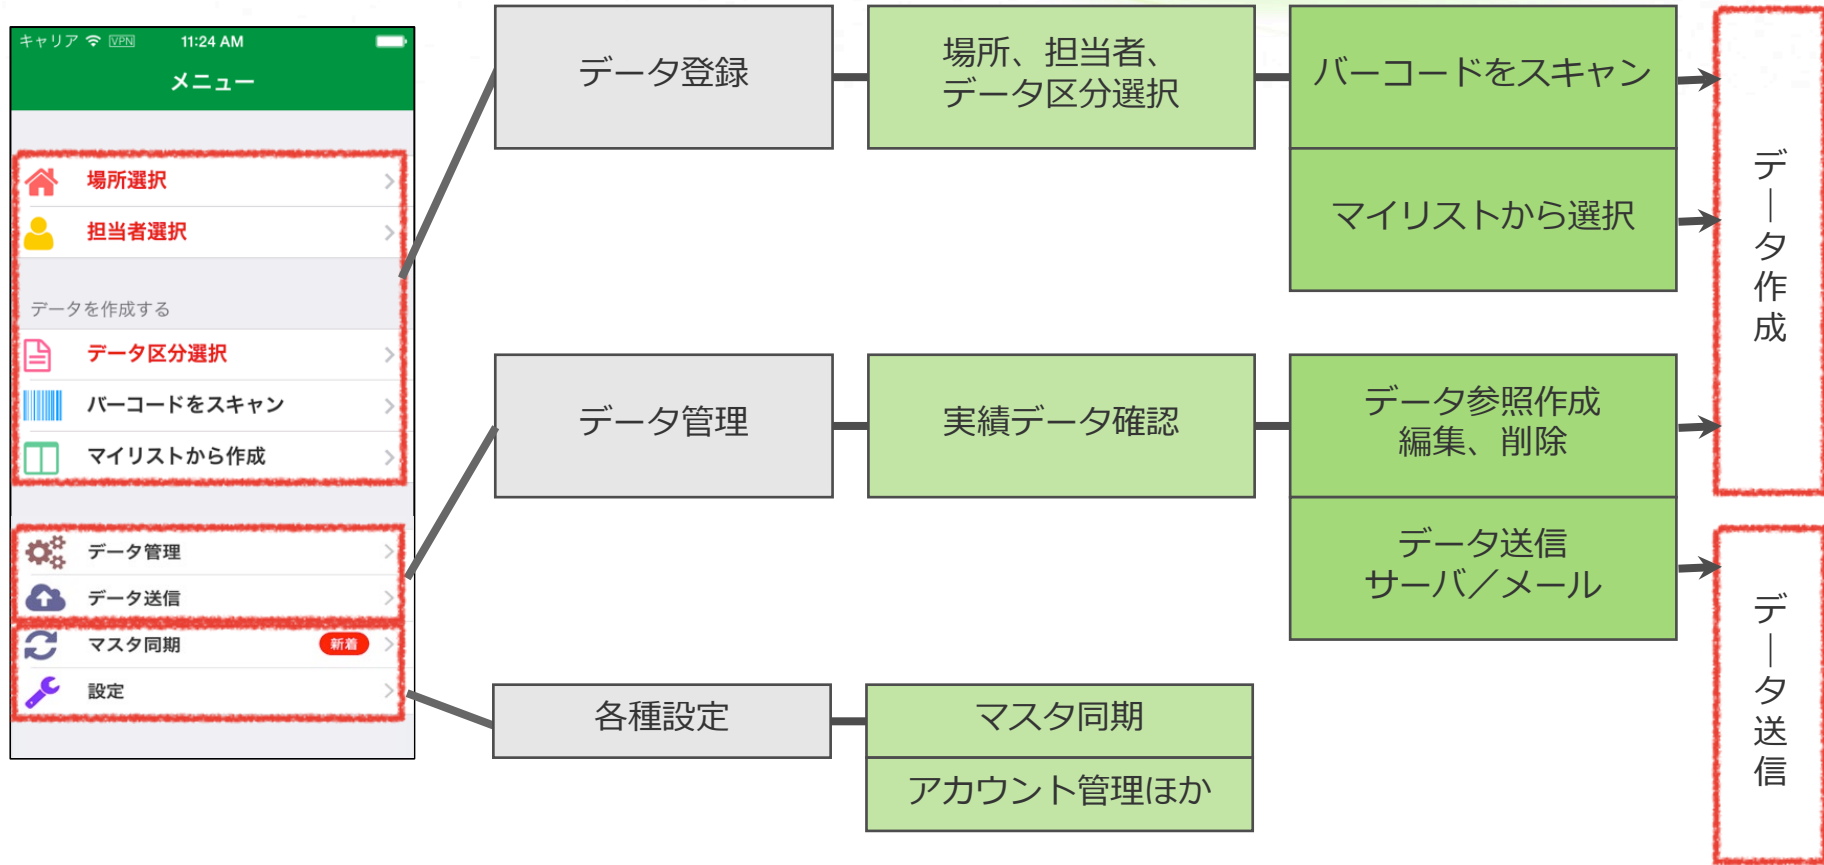 キャリア VPN 11:24 AM
メニュー
場所選択
担当者選択
データを作成する
データ区分選択
バーコードをスキャン
マイリストから作成
データ管理
データ送信
マスタ同期 新着
設定
データ登録
場所、担当者、
データ区分選択
バーコードをスキャン
マイリストから選択
データ管理
実績データ確認
データ参照作成
編集、削除
データ送信
サーバ／メール
各種設定
マスタ同期
アカウント管理ほか
データ作成
データ送信